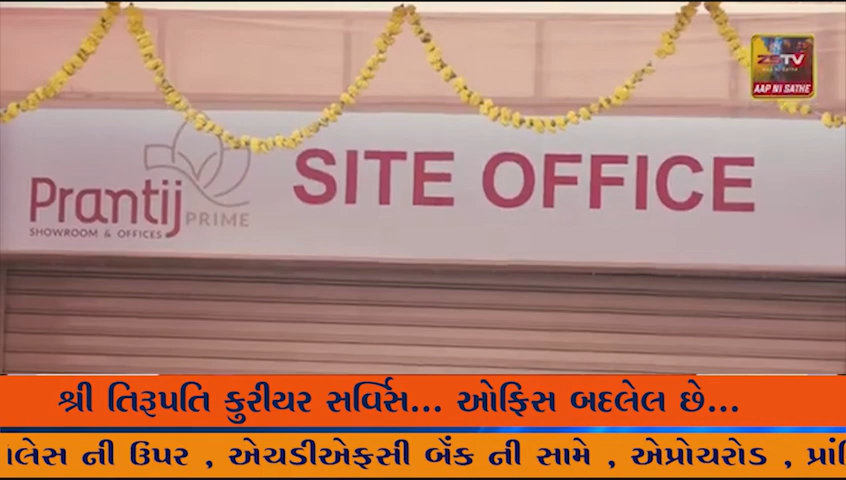 AAP NI SATHE
Prantij
PRIME
SHOWROOM & OFFICES
SITE OFFICE
શ્રી તિરૂપતિ કુરીયર સર્વિસ... ઓફિસ બદલેલ છે...
ની ઉપર , એચડીએફસી બેંક ની સામે , એપ્રોચરોડ ,